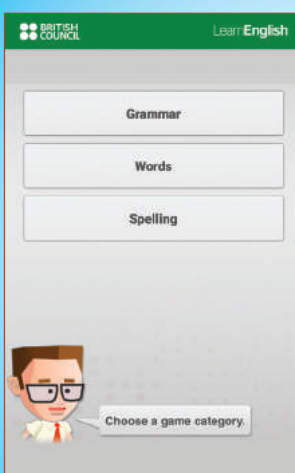 BRITISH
COUNCIL
LearnEnglish
Grammar
Words
Spelling
Choose a game category.